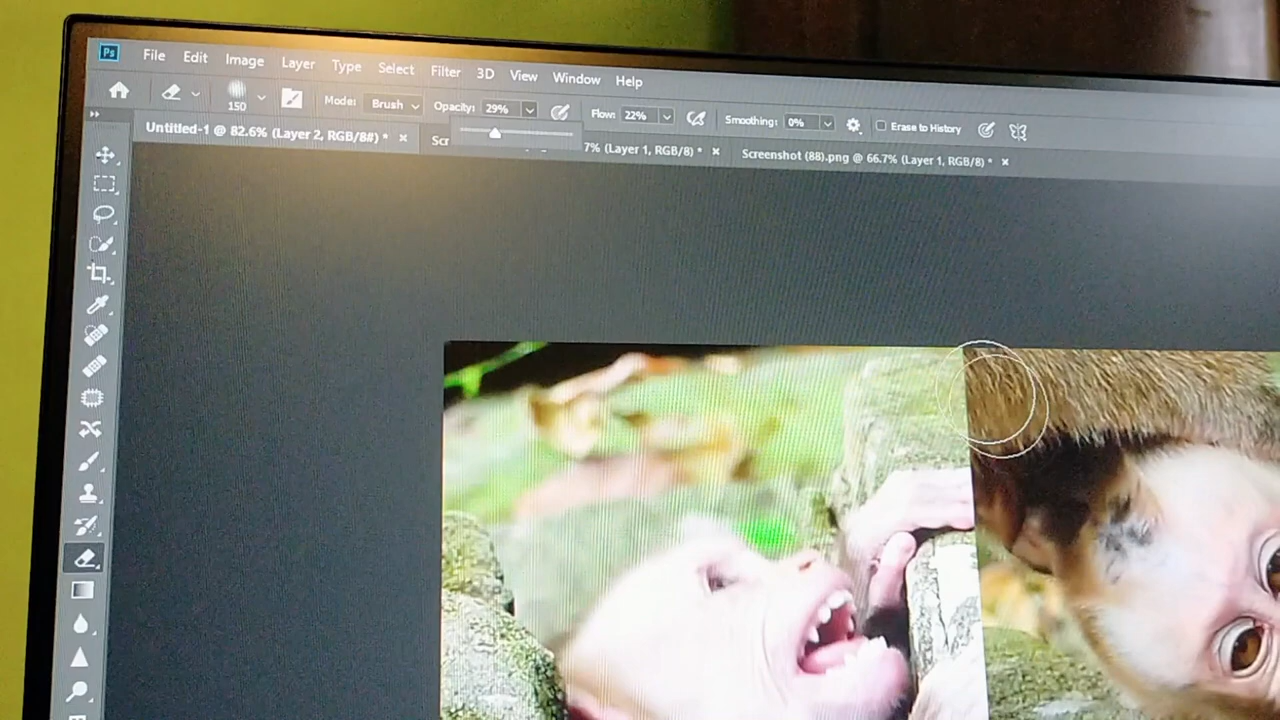 Ps File Edit Image Layer Type Select Filter 3D View Window Help
150 Mode: Brush Opacity: 29% Flow: 22% Smoothing: 0% Erase to History
Untitled-1 @ 82.6% (Layer 2, RGB/8#) * × Scr 7% (Layer 1, RGB/8) * × Screenshot (88).png @ 66.7% (Layer 1, RGB/8) * ×